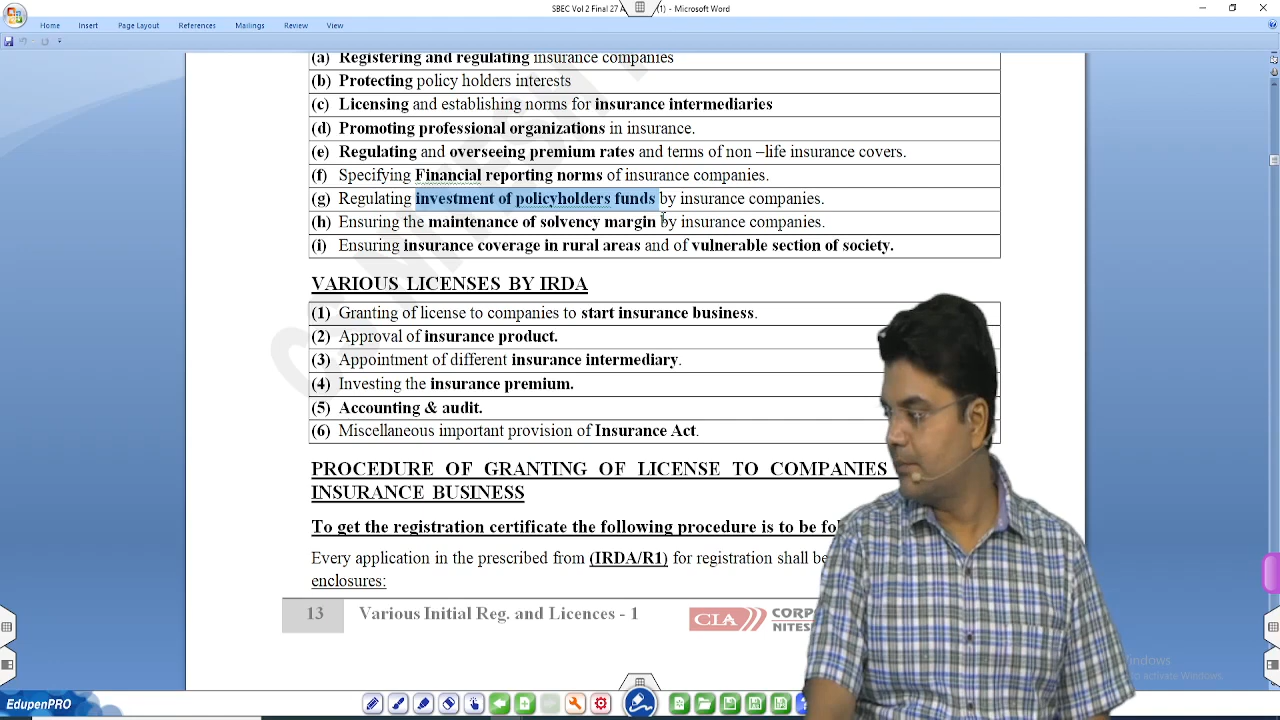 SBEC Vol 2 Final 27 A (1) - Microsoft Word
Home Insert Page Layout References Mailings Review View
(a) Registering and regulating insurance companies
(b) Protecting policy holders interests
(c) Licensing and establishing norms for insurance intermediaries
(d) Promoting professional organizations in insurance.
(e) Regulating and overseeing premium rates and terms of non –life insurance covers.
(f) Specifying Financial reporting norms of insurance companies.
(g) Regulating investment of policyholders funds by insurance companies.
(h) Ensuring the maintenance of solvency margin by insurance companies.
(i) Ensuring insurance coverage in rural areas and of vulnerable section of society.
VARIOUS LICENSES BY IRDA
(1) Granting of license to companies to start insurance business.
(2) Approval of insurance product.
(3) Appointment of different insurance intermediary.
(4) Investing the insurance premium.
(5) Accounting & audit.
(6) Miscellaneous important provision of Insurance Act.
PROCEDURE OF GRANTING OF LICENSE TO COMPANIES
INSURANCE BUSINESS
To get the registration certificate the following procedure is to be fol
Every application in the prescribed from (IRDA/R1) for registration shall be
enclosures:
13 Various Initial Reg. and Licences - 1 CIA CORP
NITES
indows
to activate Windows.
EdupenPRO